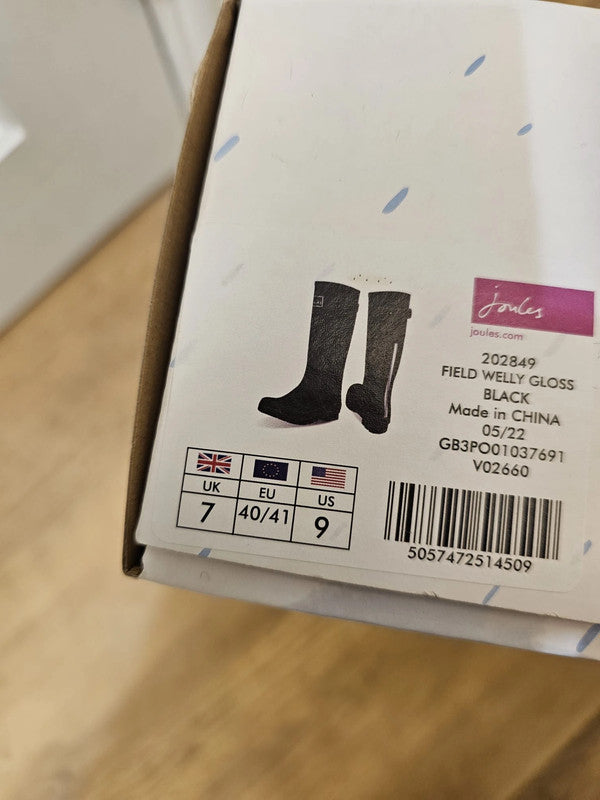 joules
joules.com
202849
FIELD WELLY GLOSS
BLACK
Made in CHINA
05/22
GB3PO01037691
V02660
UK EU US
7 40/41 9
5057472514509